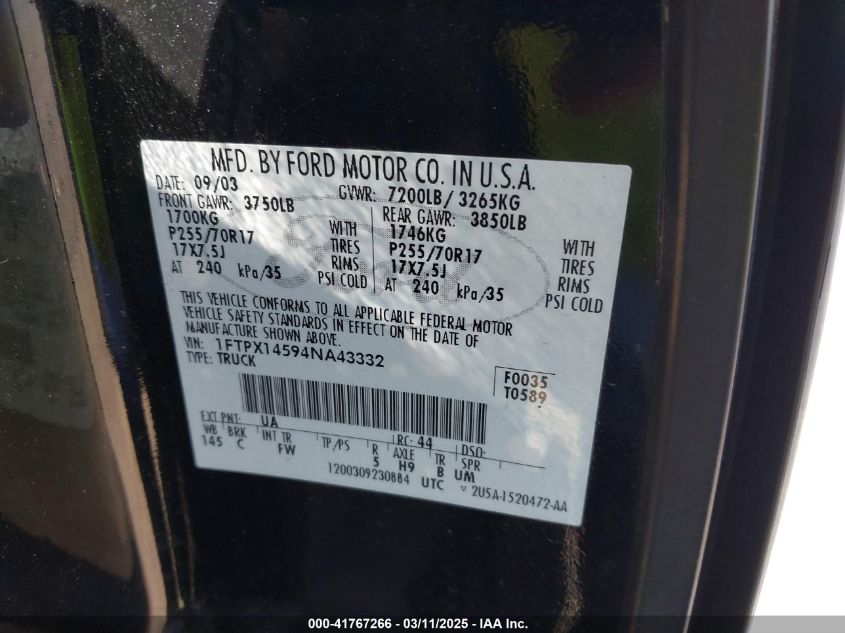 MFD. BY FORD MOTOR CO. IN U.S.A.
DATE: 09/03 GVWR: 7200LB / 3265KG
FRONT GAWR: 3750LB REAR GAWR: 3850LB
1700KG WITH 1746KG WITH
P255/70R17 TIRES P255/70R17 TIRES
17X7.5J RIMS 17X7.5J RIMS
AT 240 kPa/35 PSI COLD AT 240 kPa/35 PSI COLD
THIS VEHICLE CONFORMS TO ALL APPLICABLE FEDERAL MOTOR
VEHICLE SAFETY STANDARDS IN EFFECT ON THE DATE OF
MANUFACTURE SHOWN ABOVE.
VIN: 1FTPX14594NA43332
TYPE: TRUCK
F0035
T0589
EXT PNT: UA RC: 44 DSO:
WB BRK INT TR TP/PS R AXLE TR SPR
145 C FW 5 H9 B UM
1200309230884 UTC ▽ 2U5A-1520472-AA
000-41767266 - 03/11/2025 - IAA Inc.